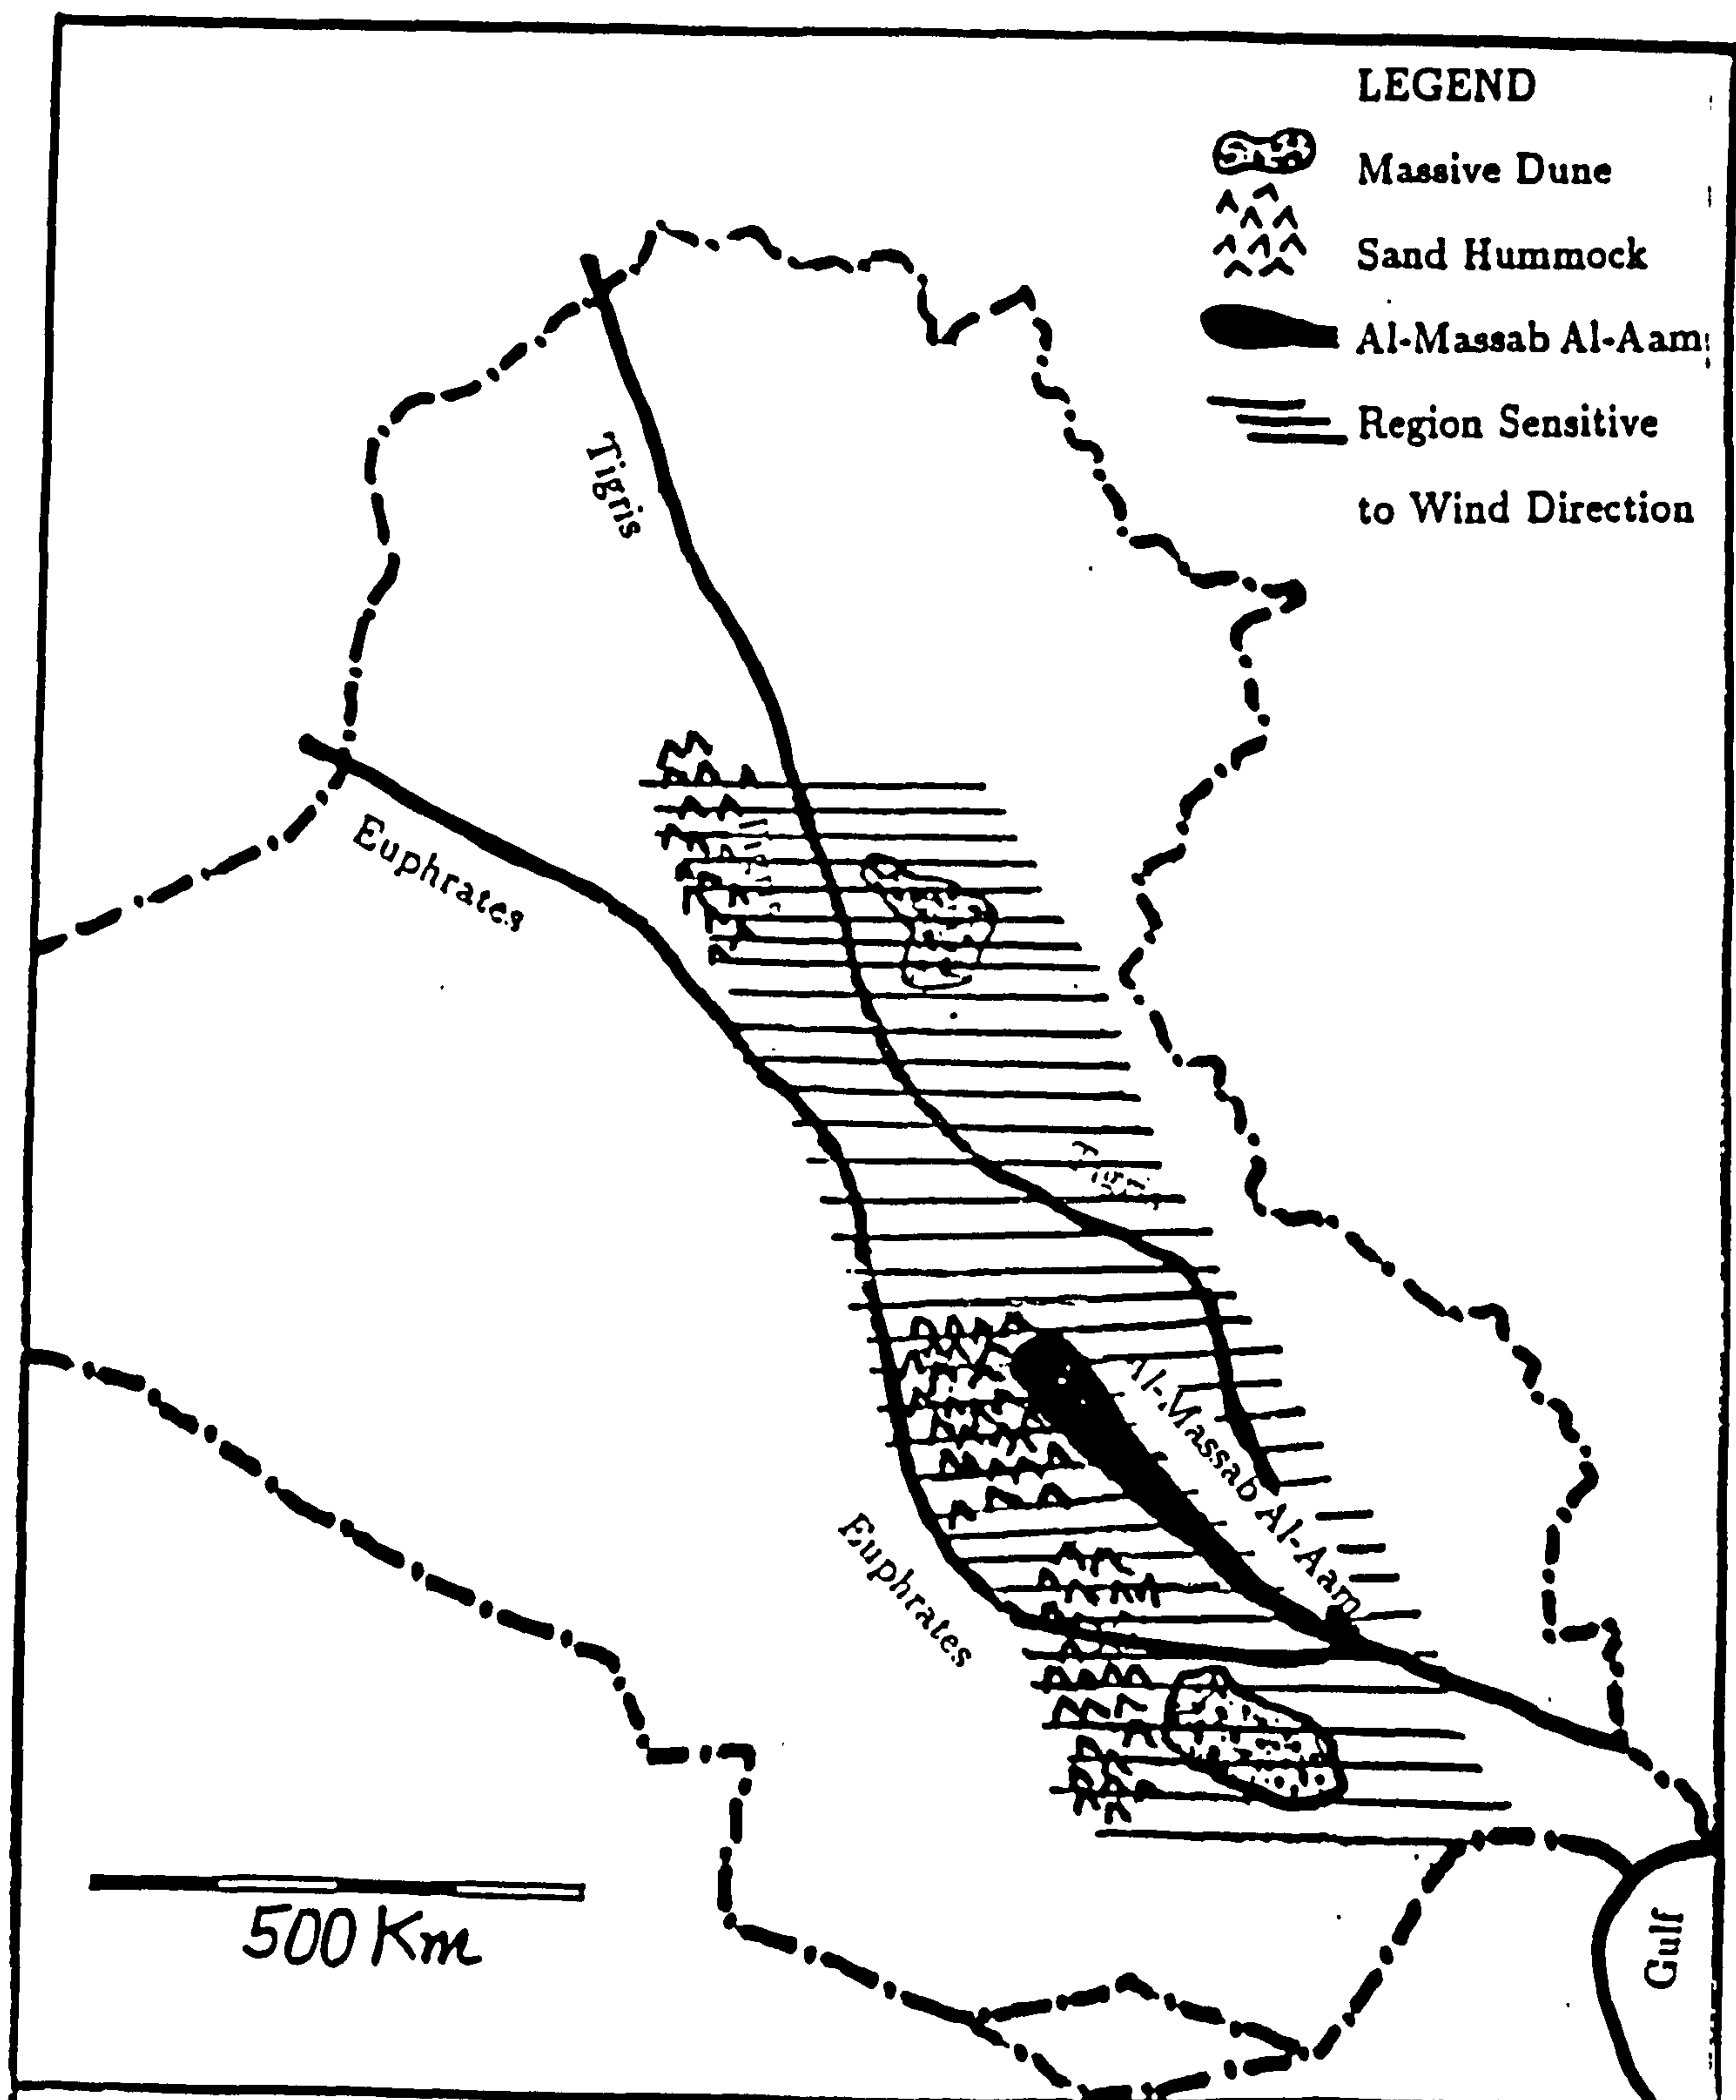 LEGEND
Massive Dune
Sand Hummock
Al-Massab Al-Aam
Region Sensitive
to Wind Direction
Tigris
Euphrates
Al-Massab Al-Aam
Euphrates
500 Km
Gulf